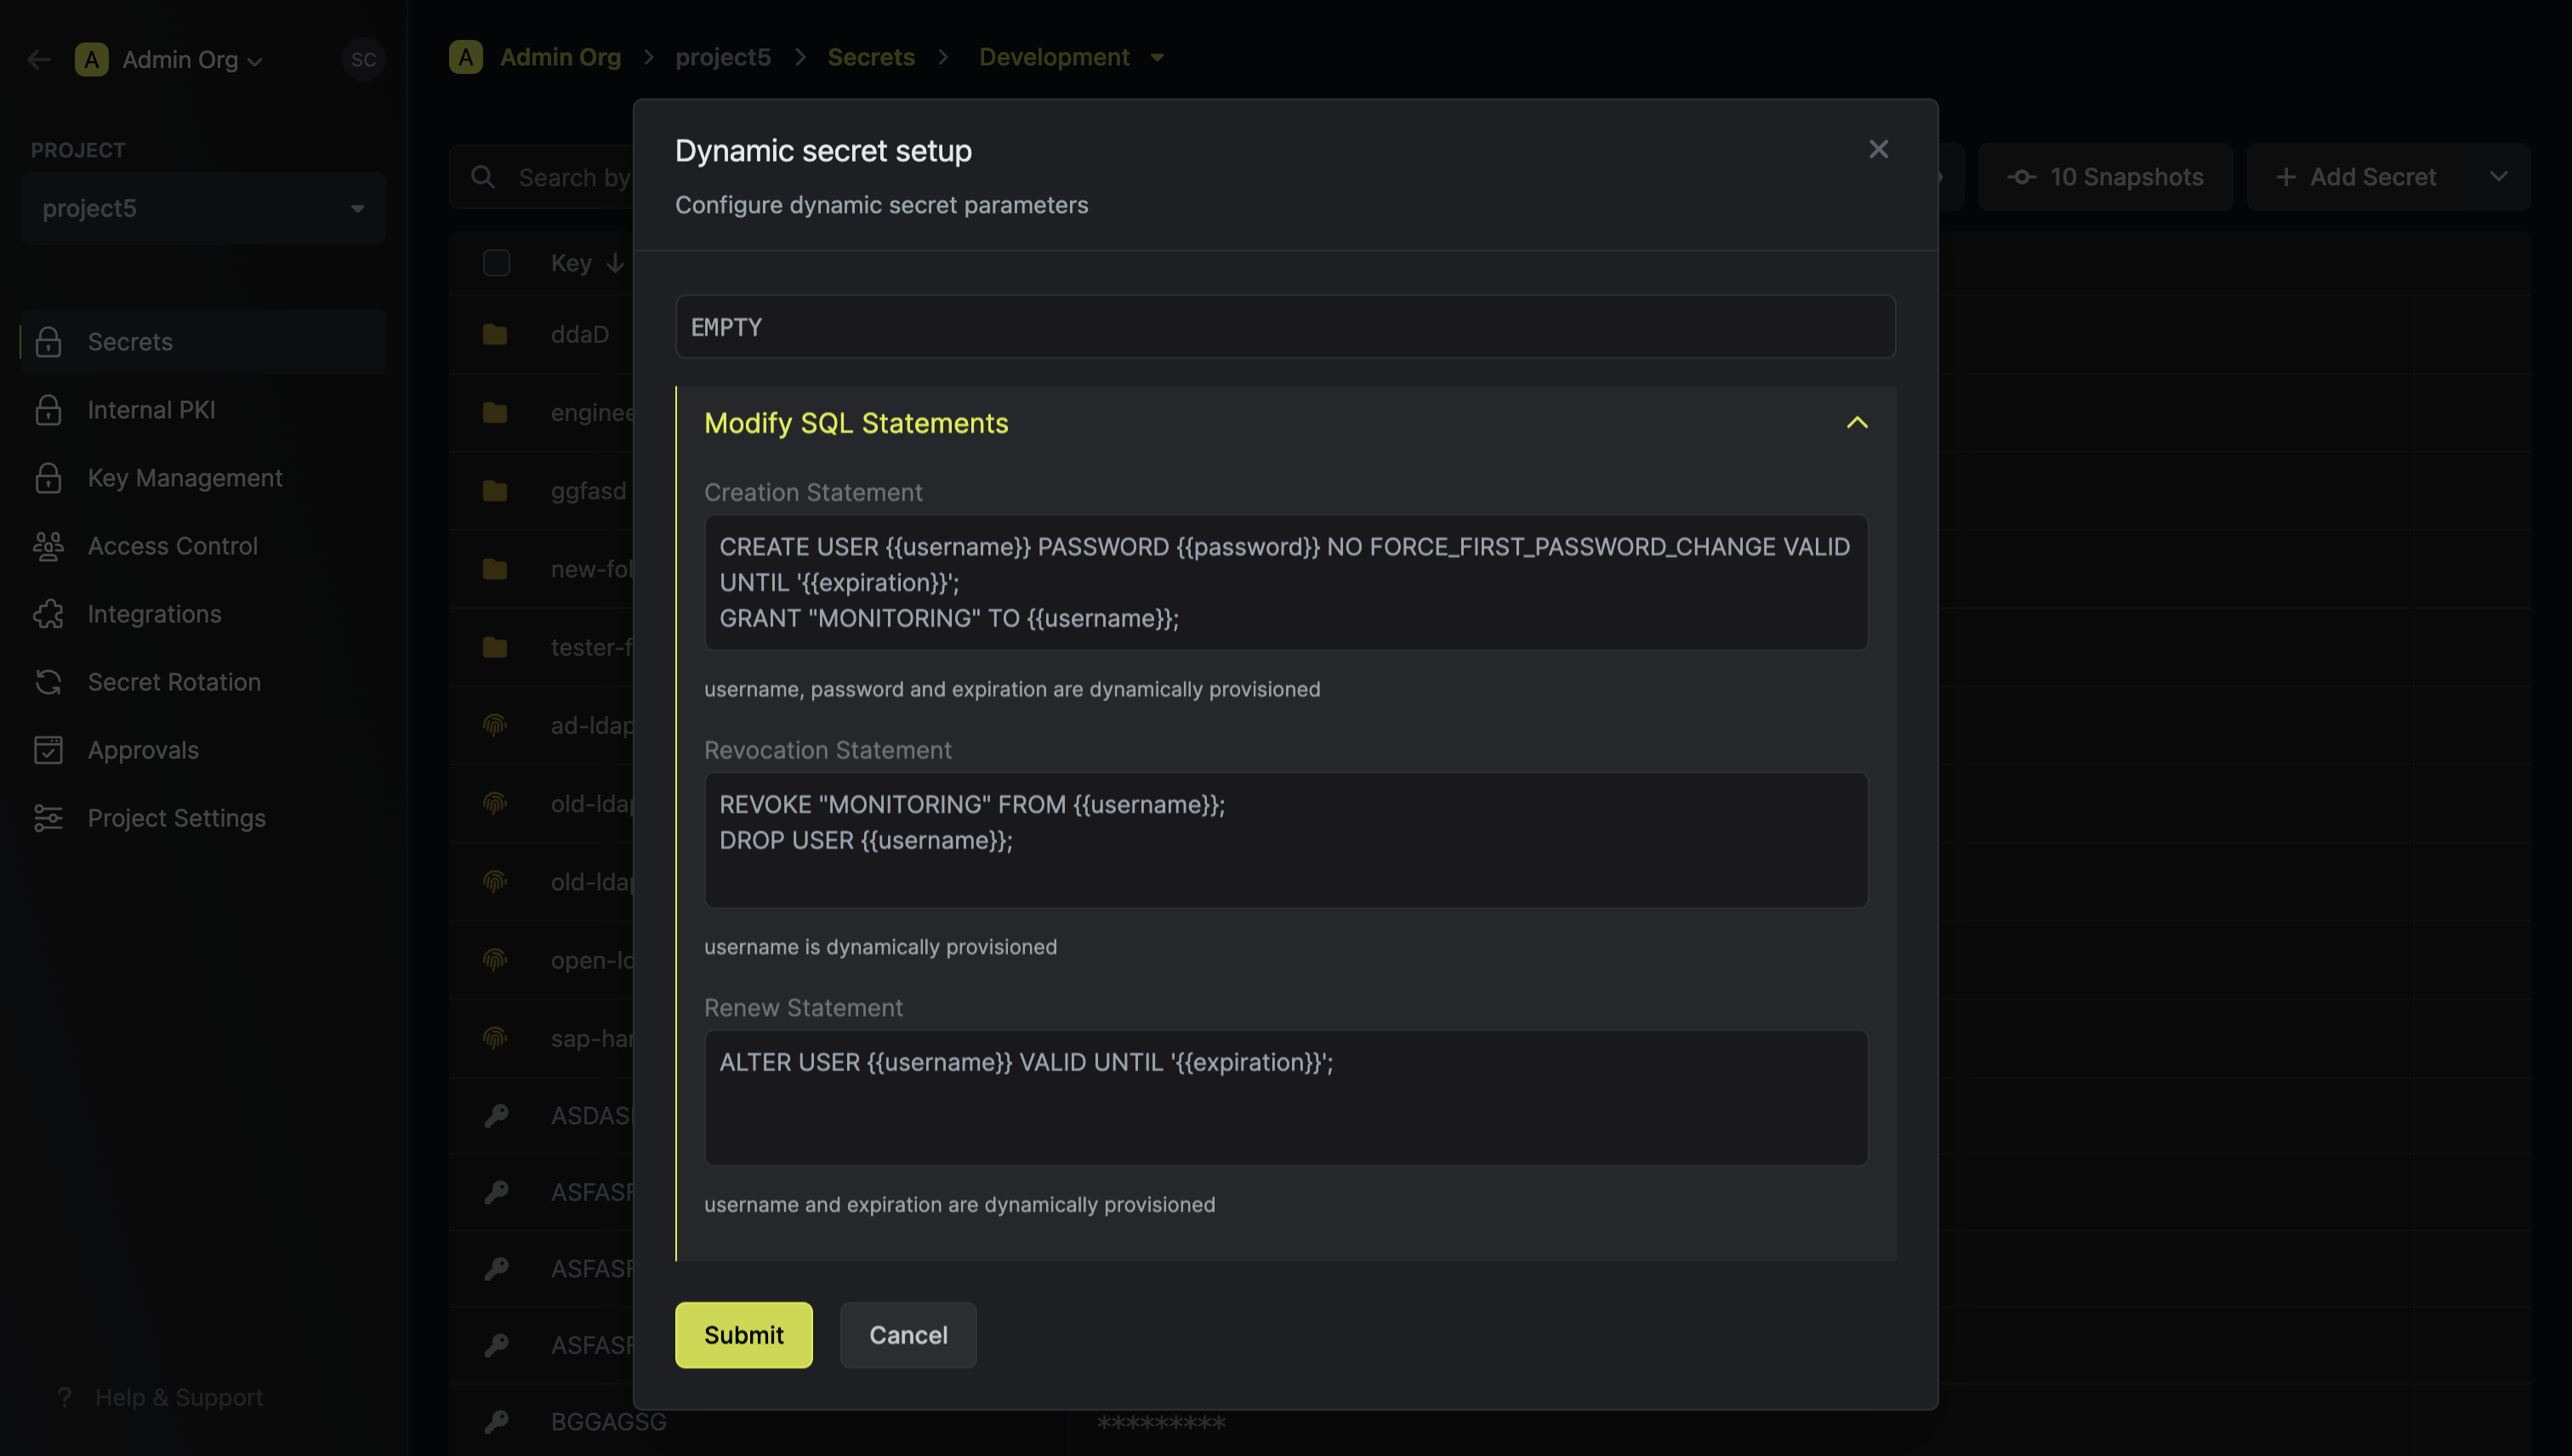 A Admin Org SC
PROJECT
project5
Secrets
Internal PKI
Key Management
Access Control
Integrations
Secret Rotation
Approvals
Project Settings
? Help & Support
A Admin Org > project5 > Secrets > Development
Search by
10 Snapshots
+ Add Secret
Key
ddaD
enginee
ggfasd
new-fol
tester-f
ad-ldap
old-ldap
old-ldap
open-ld
sap-han
ASDAS
ASFASF
ASFASF
ASFASF
BGGAGSG *********
Dynamic secret setup
Configure dynamic secret parameters
EMPTY
Modify SQL Statements
Creation Statement
CREATE USER {{username}} PASSWORD {{password}} NO FORCE_FIRST_PASSWORD_CHANGE VALID
UNTIL '{{expiration}}';
GRANT "MONITORING" TO {{username}};
username, password and expiration are dynamically provisioned
Revocation Statement
REVOKE "MONITORING" FROM {{username}};
DROP USER {{username}};
username is dynamically provisioned
Renew Statement
ALTER USER {{username}} VALID UNTIL '{{expiration}}';
username and expiration are dynamically provisioned
Submit
Cancel